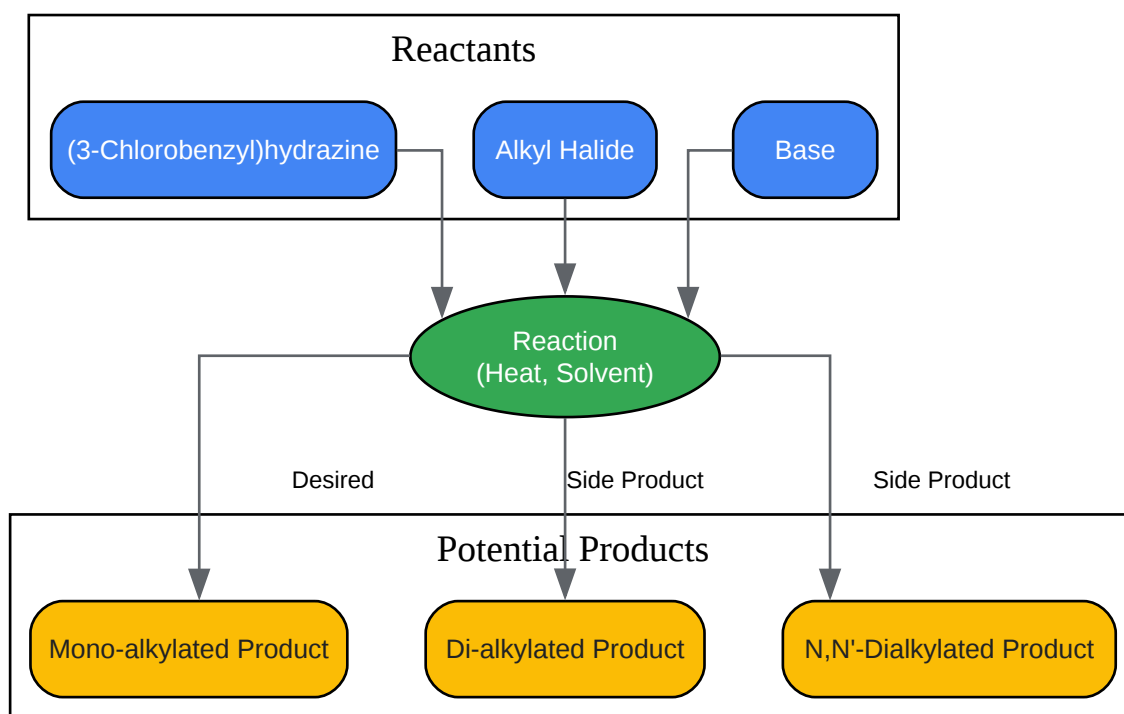 Reactants
(3-Chlorobenzyl)hydrazine
Alkyl Halide
Base
Reaction
(Heat, Solvent)
Desired
Side Product
Side Product
Potential Products
Mono-alkylated Product
Di-alkylated Product
N,N'-Dialkylated Product